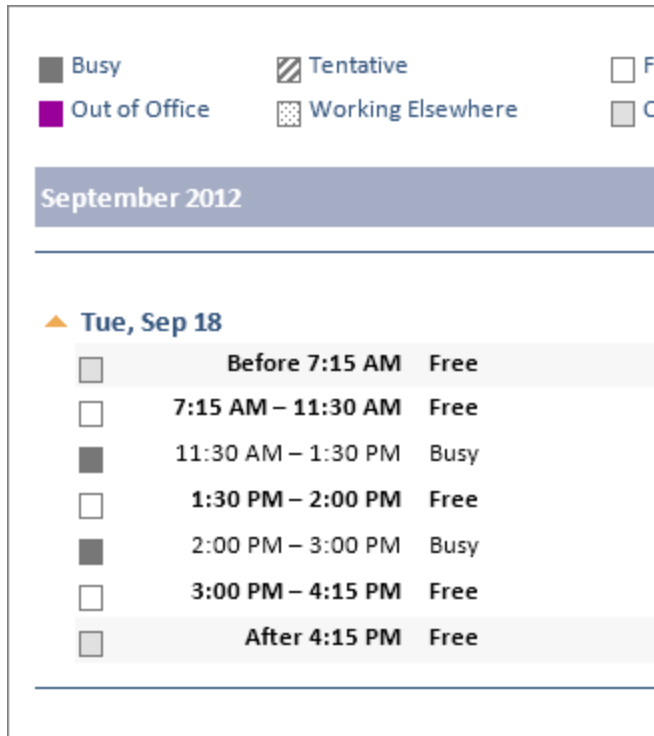 Busy Tentative F
Out of Office Working Elsewhere
September 2012
Tue, Sep 18
Before 7:15 AM Free
7:15 AM – 11:30 AM Free
11:30 AM – 1:30 PM Busy
1:30 PM – 2:00 PM Free
2:00 PM – 3:00 PM Busy
3:00 PM – 4:15 PM Free
After 4:15 PM Free